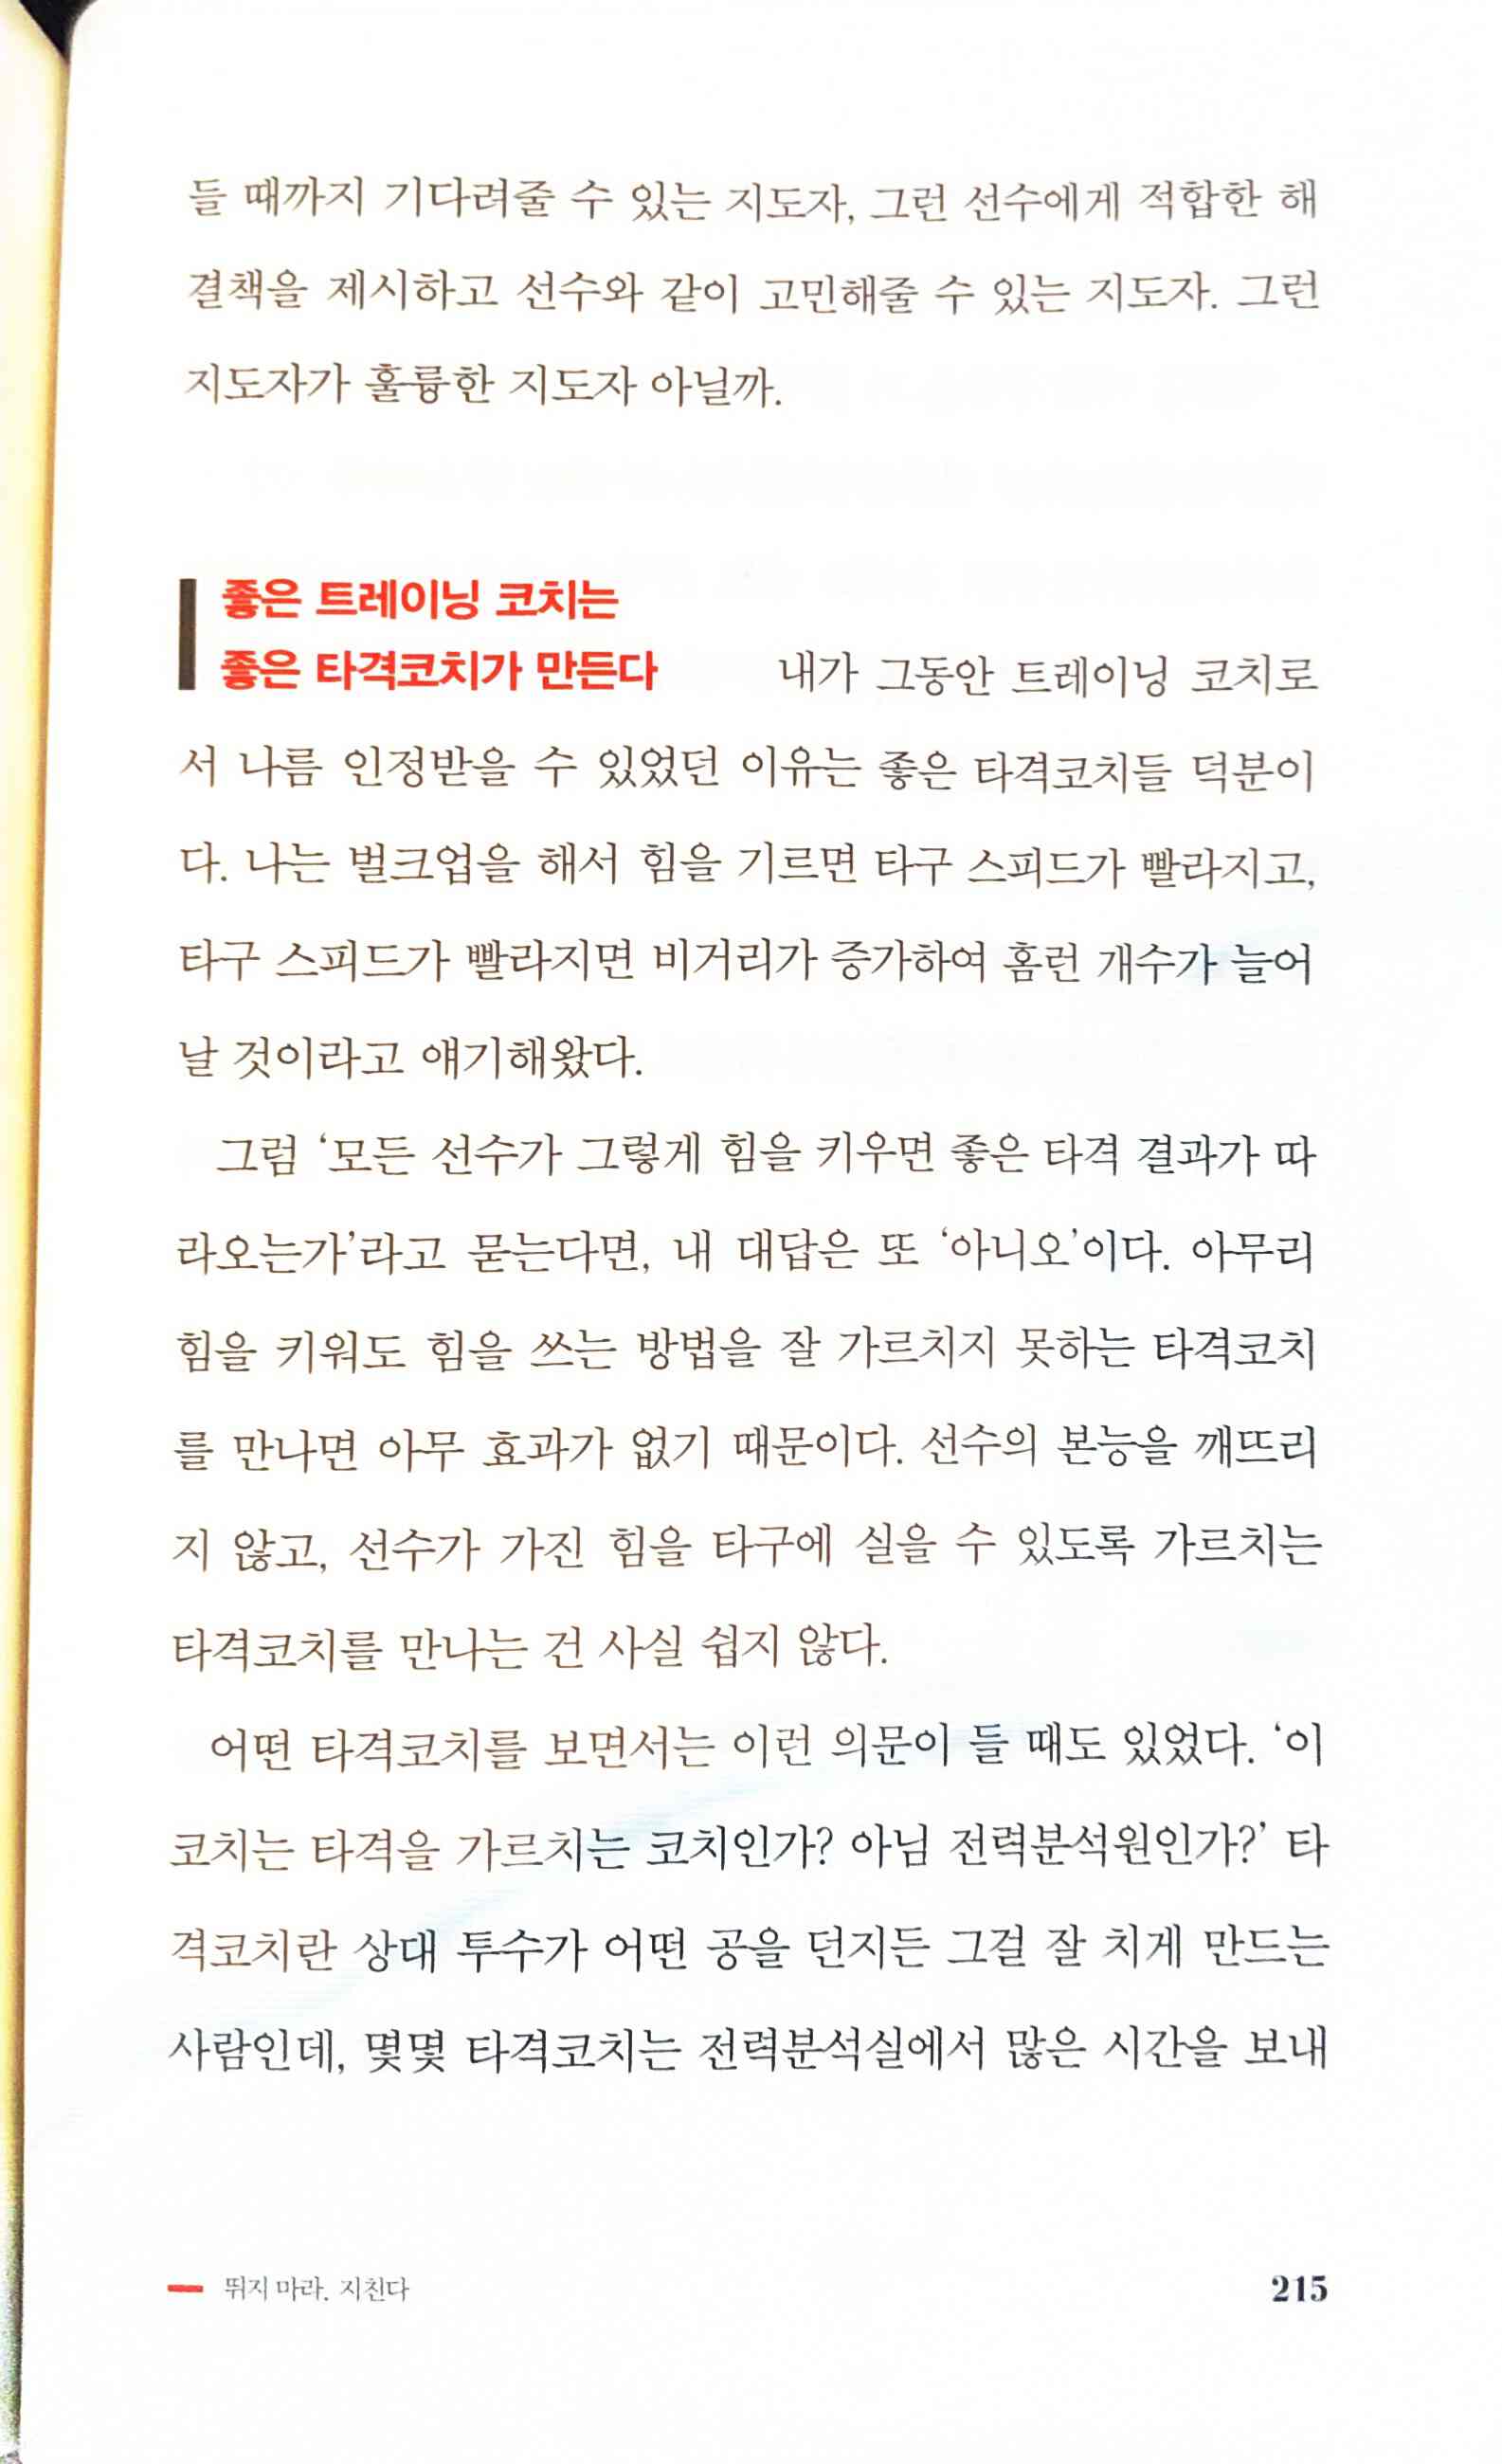 들 때까지 기다려줄 수 있는 지도자, 그런 선수에게 적합한 해
결책을 제시하고 선수와 같이 고민해줄 수 있는 지도자. 그런
지도자가 훌륭한 지도자 아닐까.
좋은 트레이닝 코치는
좋은 타격코치가 만든다 내가 그동안 트레이닝 코치로
서 나름 인정받을 수 있었던 이유는 좋은 타격코치들 덕분이
다. 나는 벌크업을 해서 힘을 기르면 타구 스피드가 빨라지고,
타구 스피드가 빨라지면 비거리가 증가하여 홈런 개수가 늘어
날 것이라고 얘기해왔다.
그럼 ‘모든 선수가 그렇게 힘을 키우면 좋은 타격 결과가 따
라오는가’라고 묻는다면, 내 대답은 또 ‘아니오’이다. 아무리
힘을 키워도 힘을 쓰는 방법을 잘 가르치지 못하는 타격코치
를 만나면 아무 효과가 없기 때문이다. 선수의 본능을 깨뜨리
지 않고, 선수가 가진 힘을 타구에 실을 수 있도록 가르치는
타격코치를 만나는 건 사실 쉽지 않다.
어떤 타격코치를 보면서는 이런 의문이 들 때도 있었다. ‘이
코치는 타격을 가르치는 코치인가? 아님 전력분석원인가?’ 타
격코치란 상대 투수가 어떤 공을 던지든 그걸 잘 치게 만드는
사람인데, 몇몇 타격코치는 전력분석실에서 많은 시간을 보내
뛰지 마라. 지친다 215